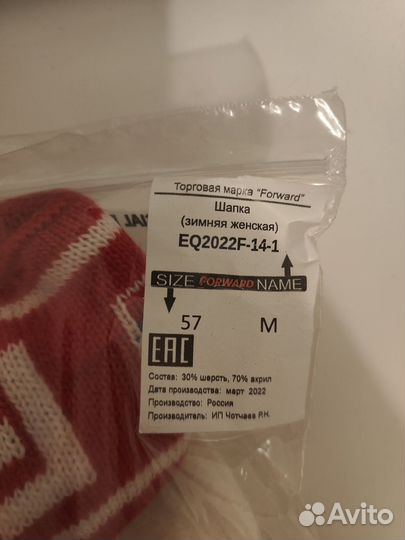 Торговая марка "Forward"
Шапка
(зимняя женская)
EQ2022F-14-1
SIZE FORWARD NAME
57 M
EAC
Состав: 30% шерсть, 70% акрил
Дата производства: март 2022
Производство: Россия
Производитель: ИП Чотчаев Р.Н.
Avito